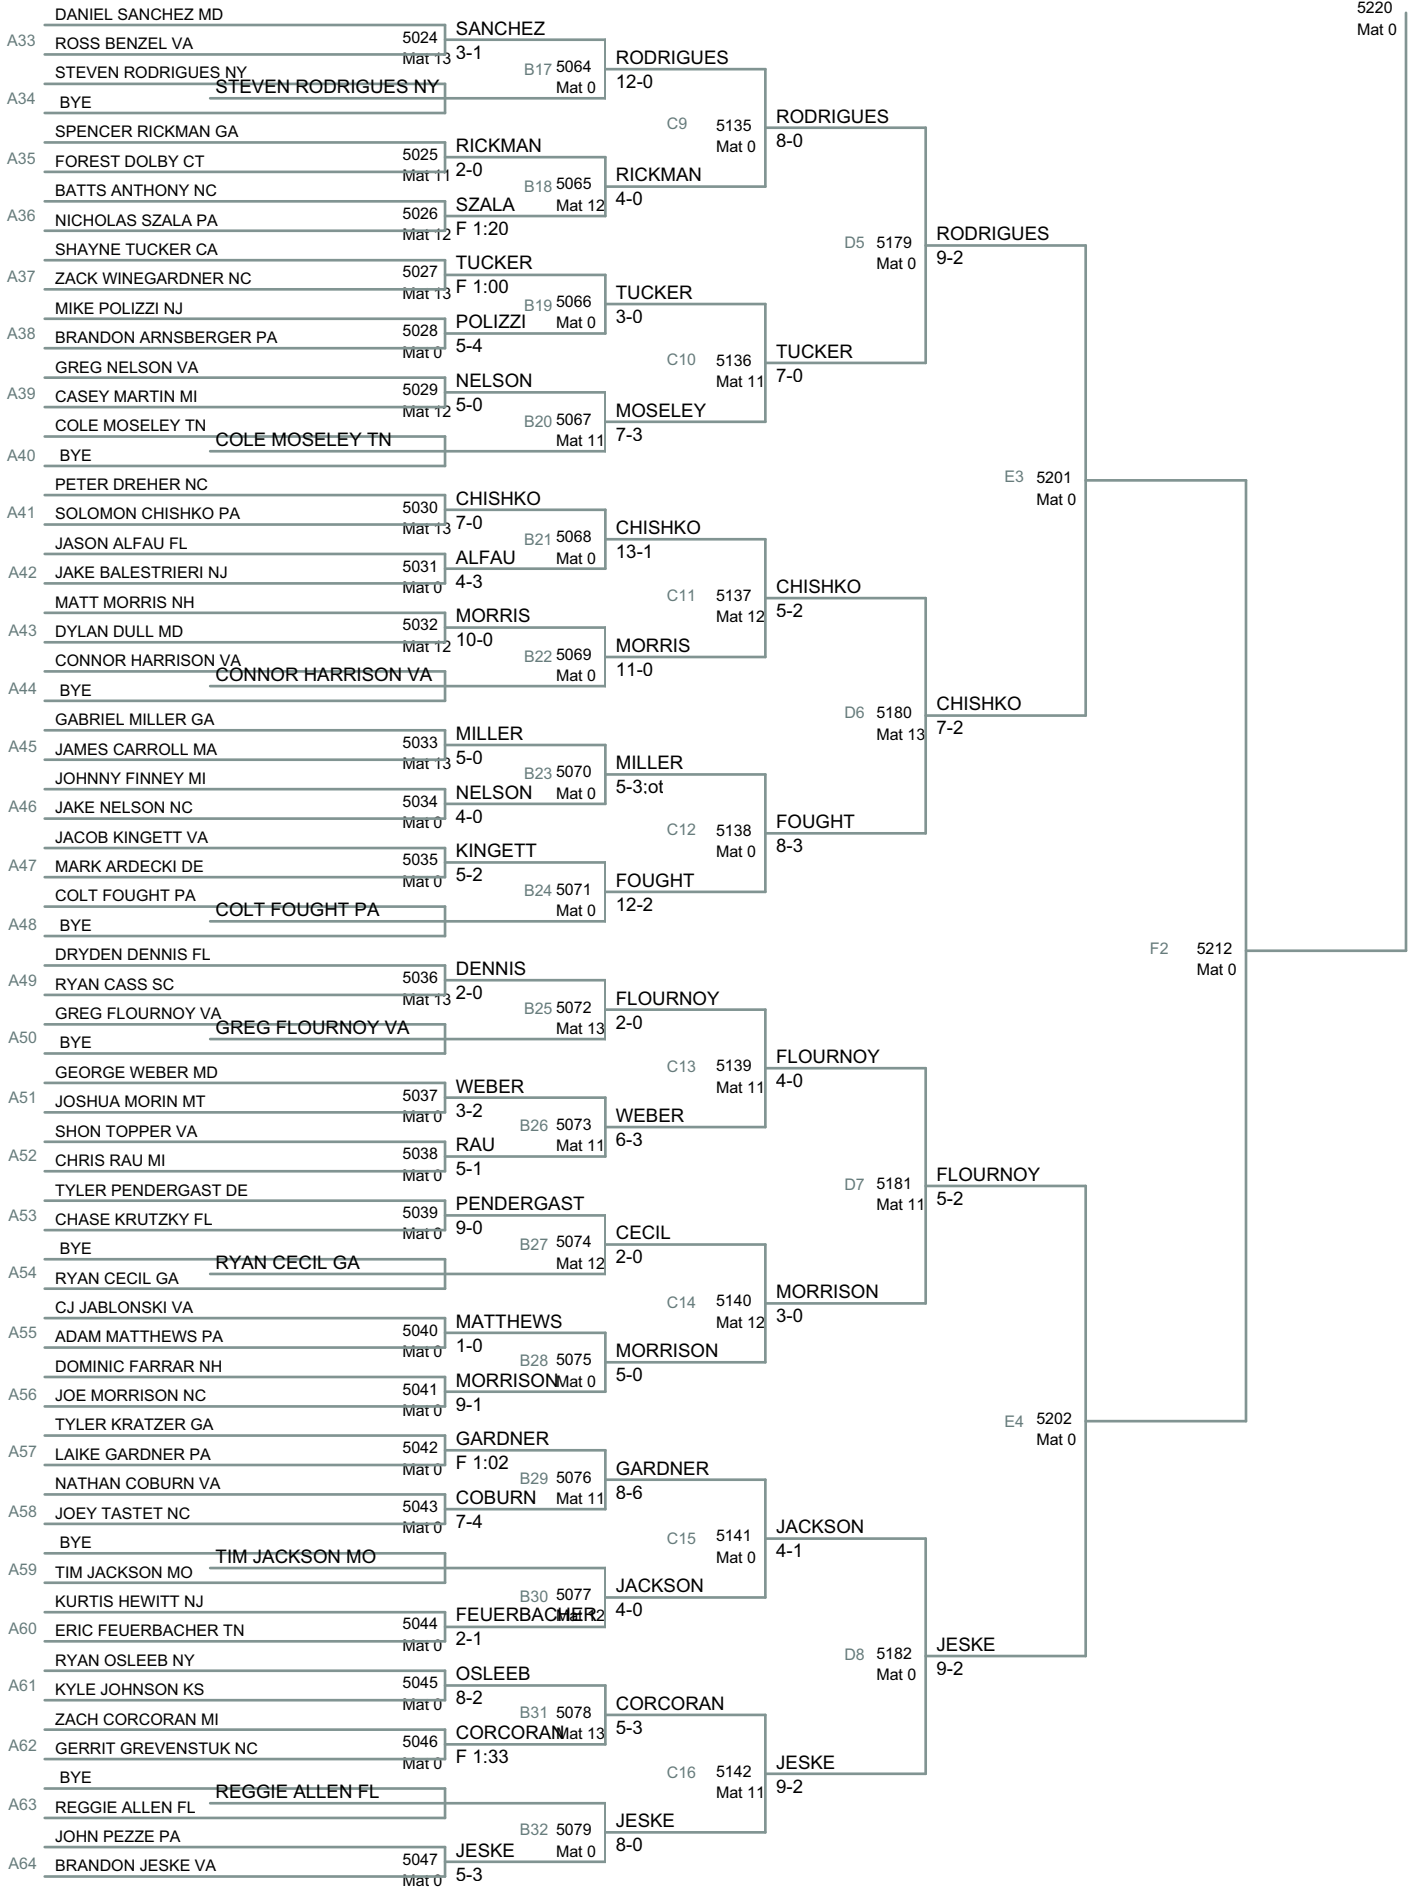 5220
Mat 0
DANIEL SANCHEZ MD
A33
ROSS BENZEL VA
5024
Mat 13
SANCHEZ
3-1
STEVEN RODRIGUES NY
STEVEN RODRIGUES NY
A34
BYE
B17 5064
Mat 0
RODRIGUES
12-0
SPENCER RICKMAN GA
A35
FOREST DOLBY CT
5025
Mat 11
RICKMAN
2-0
C9 5135
Mat 0
RODRIGUES
8-0
BATTS ANTHONY NC
A36
NICHOLAS SZALA PA
5026
Mat 12
SZALA
F 1:20
B18 5065
Mat 12
RICKMAN
4-0
SHAYNE TUCKER CA
A37
ZACK WINEGARDNER NC
5027
Mat 13
TUCKER
F 1:00
D5 5179
Mat 0
RODRIGUES
9-2
MIKE POLIZZI NJ
A38
BRANDON ARNSBERGER PA
5028
Mat 0
POLIZZI
5-4
B19 5066
Mat 0
TUCKER
3-0
GREG NELSON VA
A39
CASEY MARTIN MI
5029
Mat 12
NELSON
5-0
C10 5136
Mat 11
TUCKER
7-0
COLE MOSELEY TN
COLE MOSELEY TN
A40
BYE
B20 5067
Mat 11
MOSELEY
7-3
PETER DREHER NC
A41
SOLOMON CHISHKO PA
5030
Mat 13
CHISHKO
7-0
E3 5201
Mat 0
JASON ALFAU FL
A42
JAKE BALESTRIERI NJ
5031
Mat 0
ALFAU
4-3
B21 5068
Mat 0
CHISHKO
13-1
MATT MORRIS NH
A43
DYLAN DULL MD
5032
Mat 12
MORRIS
10-0
C11 5137
Mat 12
CHISHKO
5-2
CONNOR HARRISON VA
CONNOR HARRISON VA
A44
BYE
B22 5069
Mat 0
MORRIS
11-0
GABRIEL MILLER GA
A45
JAMES CARROLL MA
5033
Mat 13
MILLER
5-0
D6 5180
Mat 13
CHISHKO
7-2
JOHNNY FINNEY MI
A46
JAKE NELSON NC
5034
Mat 0
NELSON
4-0
B23 5070
Mat 0
MILLER
5-3;ot
JACOB KINGETT VA
A47
MARK ARDECKI DE
5035
Mat 0
KINGETT
5-2
C12 5138
Mat 0
FOUGHT
8-3
COLT FOUGHT PA
COLT FOUGHT PA
A48
BYE
B24 5071
Mat 0
FOUGHT
12-2
DRYDEN DENNIS FL
A49
RYAN CASS SC
5036
Mat 13
DENNIS
2-0
F2 5212
Mat 0
GREG FLOURNOY VA
GREG FLOURNOY VA
A50
BYE
B25 5072
Mat 13
FLOURNOY
2-0
GEORGE WEBER MD
A51
JOSHUA MORIN MT
5037
Mat 0
WEBER
3-2
C13 5139
Mat 11
FLOURNOY
4-0
SHON TOPPER VA
A52
CHRIS RAU MI
5038
Mat 0
RAU
5-1
B26 5073
Mat 11
WEBER
6-3
TYLER PENDERGAST DE
A53
CHASE KRUTZKY FL
5039
Mat 0
PENDERGAST
9-0
D7 5181
Mat 11
FLOURNOY
5-2
BYE
RYAN CECIL GA
A54
RYAN CECIL GA
B27 5074
Mat 12
CECIL
2-0
CJ JABLONSKI VA
A55
ADAM MATTHEWS PA
5040
Mat 0
MATTHEWS
1-0
C14 5140
Mat 12
MORRISON
3-0
DOMINIC FARRAR NH
A56
JOE MORRISON NC
5041
Mat 0
MORRISON
9-1
B28 5075
Mat 0
MORRISON
5-0
TYLER KRATZER GA
A57
LAIKE GARDNER PA
5042
Mat 0
GARDNER
F 1:02
E4 5202
Mat 0
NATHAN COBURN VA
A58
JOEY TASTET NC
5043
Mat 0
COBURN
7-4
B29 5076
Mat 11
GARDNER
8-6
BYE
TIM JACKSON MO
A59
TIM JACKSON MO
C15 5141
Mat 0
JACKSON
4-1
KURTIS HEWITT NJ
A60
ERIC FEUERBACHER TN
5044
Mat 0
FEUERBACHER
2-1
B30 5077
Mat 12
JACKSON
4-0
RYAN OSLEEB NY
A61
KYLE JOHNSON KS
5045
Mat 0
OSLEEB
8-2
D8 5182
Mat 0
JESKE
9-2
ZACH CORCORAN MI
A62
GERRIT GREVENSTUK NC
5046
Mat 0
CORCORAN
F 1:33
B31 5078
Mat 13
CORCORAN
5-3
BYE
REGGIE ALLEN FL
A63
REGGIE ALLEN FL
C16 5142
Mat 11
JESKE
9-2
JOHN PEZZE PA
A64
BRANDON JESKE VA
5047
Mat 0
JESKE
5-3
B32 5079
Mat 0
JESKE
8-0